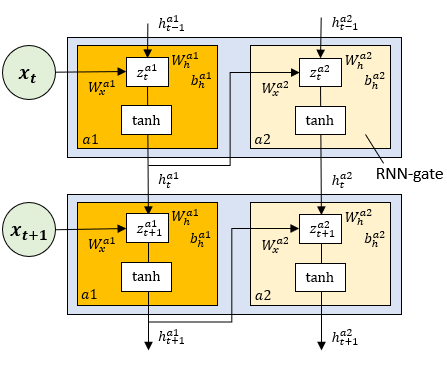 h_{t-1}^{a1} h_{t-1}^{a2}
x_t z_t^{a1} W_h^{a1} z_t^{a2} W_h^{a2}
W_x^{a1} b_h^{a1} W_x^{a2} b_h^{a2}
tanh tanh
a1 a2
RNN-gate
h_t^{a1} h_t^{a2}
x_{t+1} z_{t+1}^{a1} W_h^{a1} z_{t+1}^{a2} W_h^{a2}
W_x^{a1} b_h^{a1} W_x^{a2} b_h^{a2}
tanh tanh
a1 a2
h_{t+1}^{a1} h_{t+1}^{a2}